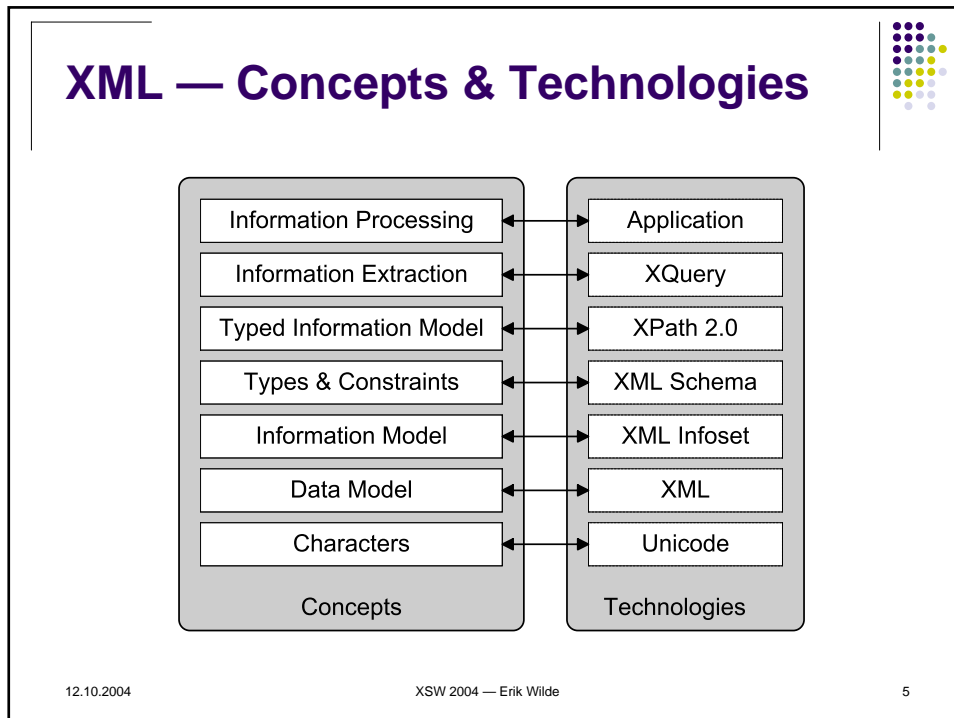 XML — Concepts & Technologies
Information Processing
Application
Information Extraction
XQuery
Typed Information Model
XPath 2.0
Types & Constraints
XML Schema
Information Model
XML Infoset
Data Model
XML
Characters
Unicode
Concepts
Technologies
12.10.2004
XSW 2004 — Erik Wilde
5